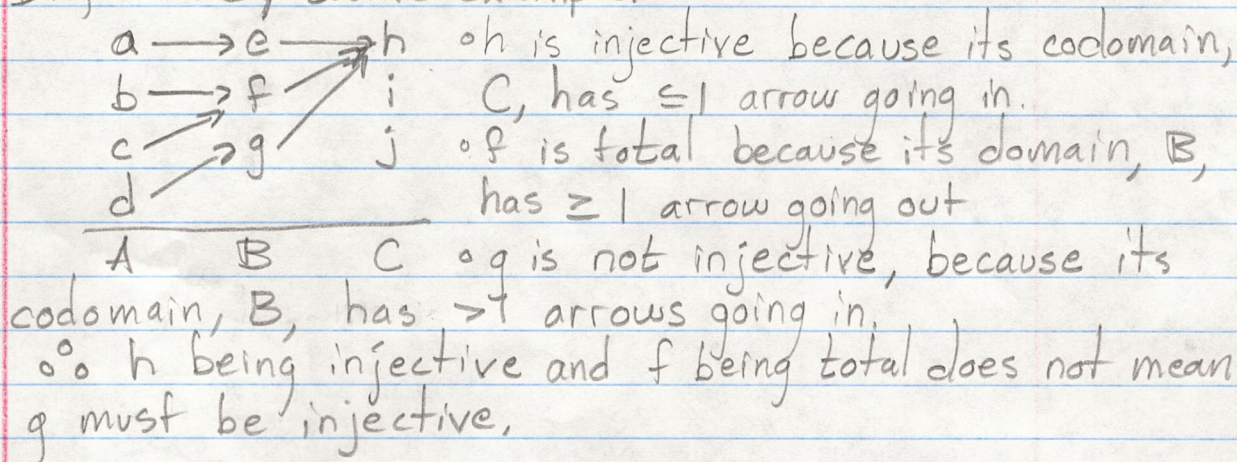 a → e → h ∘h is injective because its codomain,
b → f i C, has ≤1 arrow going in.
c g j ∘f is total because its domain, B,
d has ≥ 1 arrow going out
A B C ∘g is not injective, because its
codomain, B, has >1 arrows going in.
∴ h being injective and f being total does not mean
g must be injective.